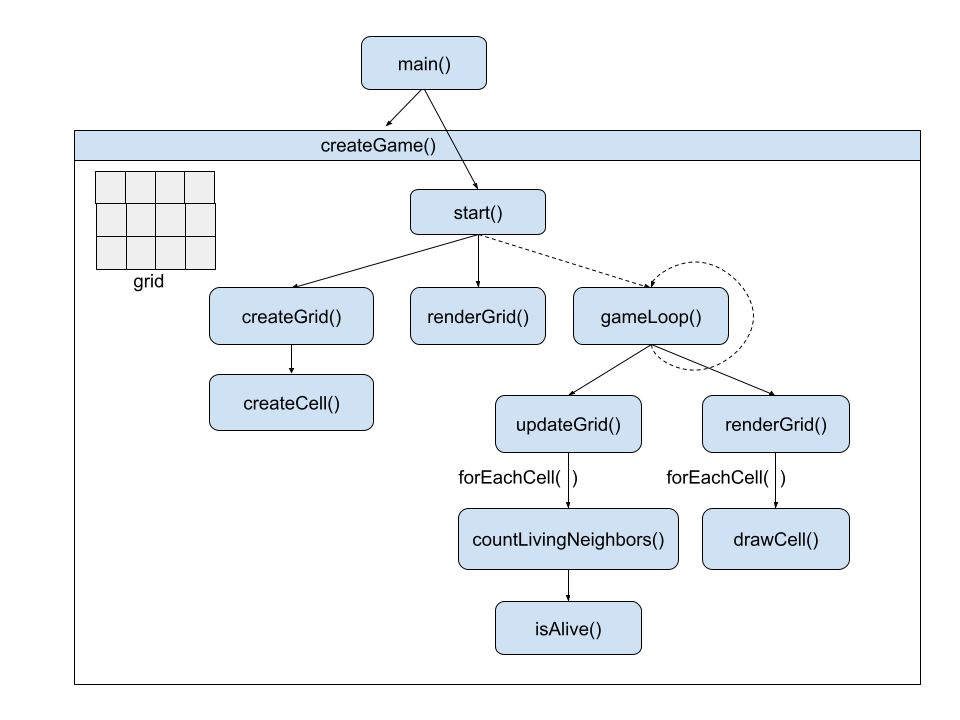 main()
createGame()
start()
grid
createGrid()
renderGrid()
gameLoop()
createCell()
updateGrid()
renderGrid()
forEachCell( )
forEachCell( )
countLivingNeighbors()
drawCell()
isAlive()